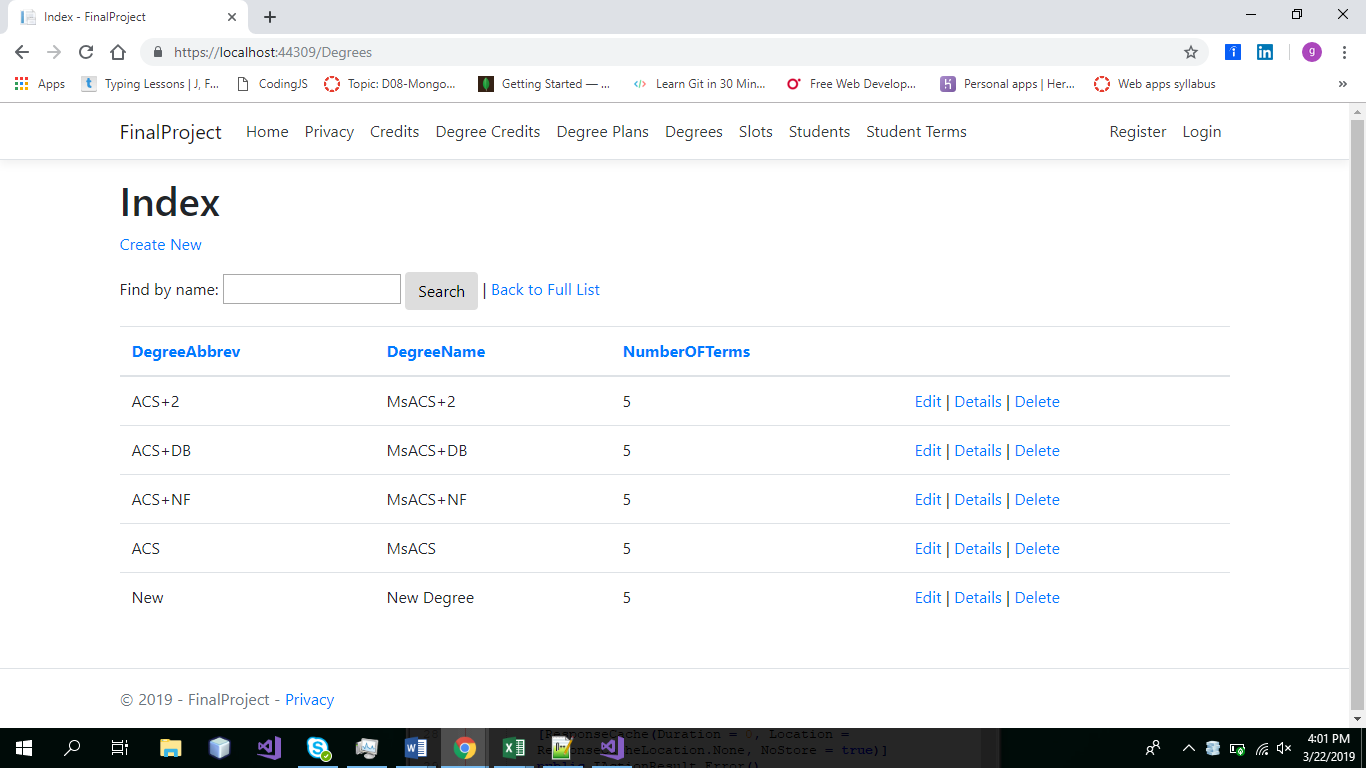 Index - FinalProject
https://localhost:44309/Degrees
g
Apps Typing Lessons | J, F... CodingJS Topic: D08-Mongo... Getting Started — ... Learn Git in 30 Min... Free Web Develop... Personal apps | Her... Web apps syllabus »
FinalProject Home Privacy Credits Degree Credits Degree Plans Degrees Slots Students Student Terms Register Login
Index
Create New
Find by name: Search | Back to Full List
DegreeAbbrev DegreeName NumberOFTerms
ACS+2 MsACS+2 5 Edit | Details | Delete
ACS+DB MsACS+DB 5 Edit | Details | Delete
ACS+NF MsACS+NF 5 Edit | Details | Delete
ACS MsACS 5 Edit | Details | Delete
New New Degree 5 Edit | Details | Delete
© 2019 - FinalProject - Privacy
[ResponseCache(Duration = 0, Location =
NoStore = true)]
4:01 PM
3/22/2019